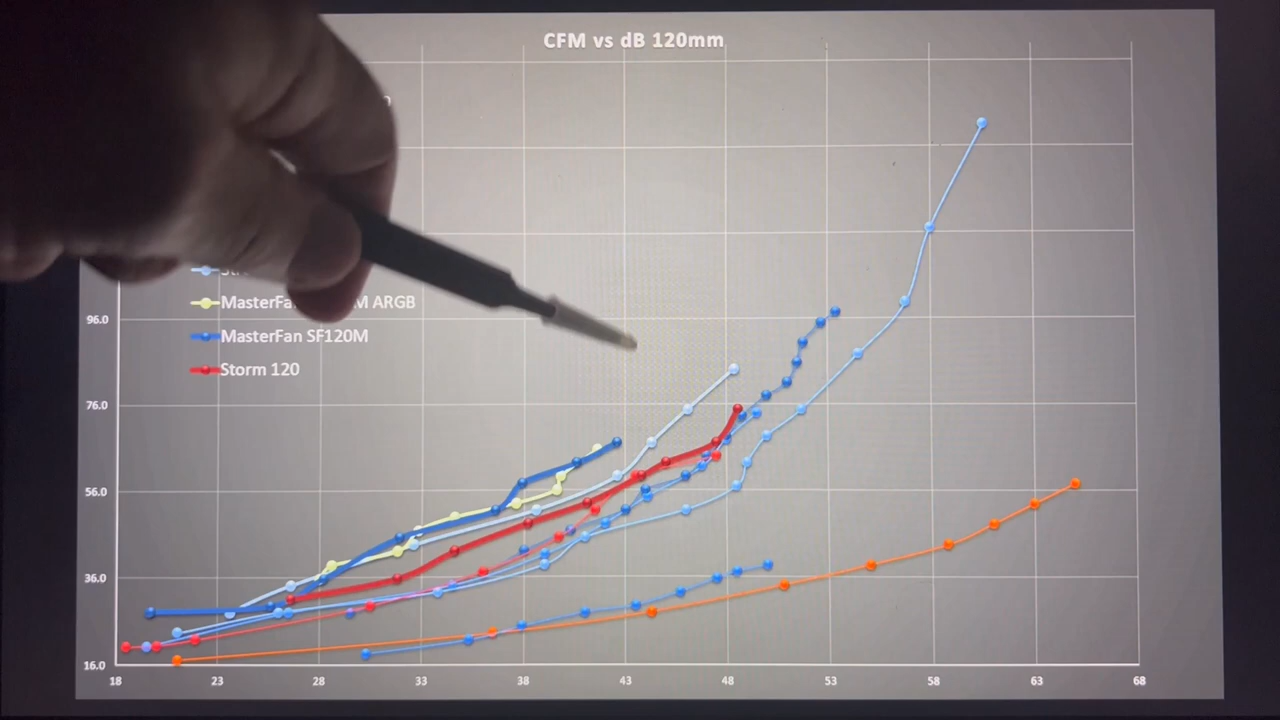 CFM vs dB 120mm
ARGB
MasterFan SF120M
Storm 120
96.0
76.0
56.0
36.0
16.0
18 23 28 33 38 43 48 53 58 63 68